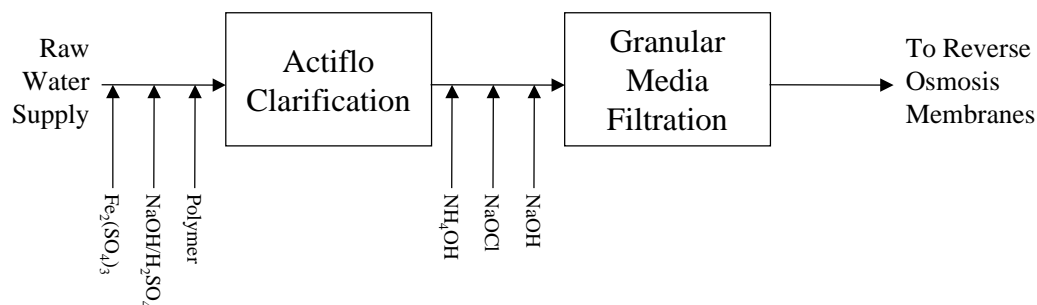 Raw
Water
Supply
Actiflo
Clarification
Granular
Media
Filtration
To Reverse
Osmosis
Membranes
Fe₂(SO₄)₃
NaOH/H₂SO₄
Polymer
NH₄OH
NaOCl
NaOH